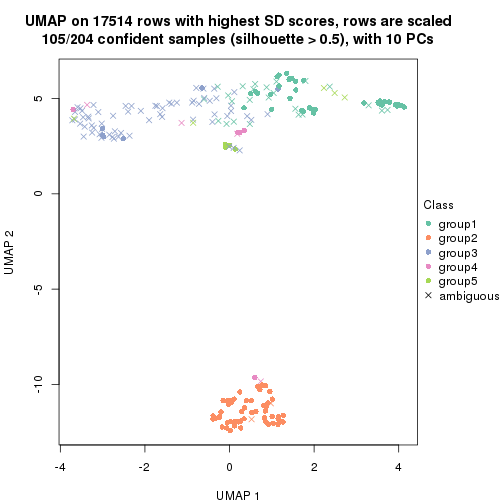 UMAP on 17514 rows with highest SD scores, rows are scaled
105/204 confident samples (silhouette > 0.5), with 10 PCs
5
0
-5
-10
UMAP 2
-4
-2
0
2
4
UMAP 1
Class
group1
group2
group3
group4
group5
ambiguous